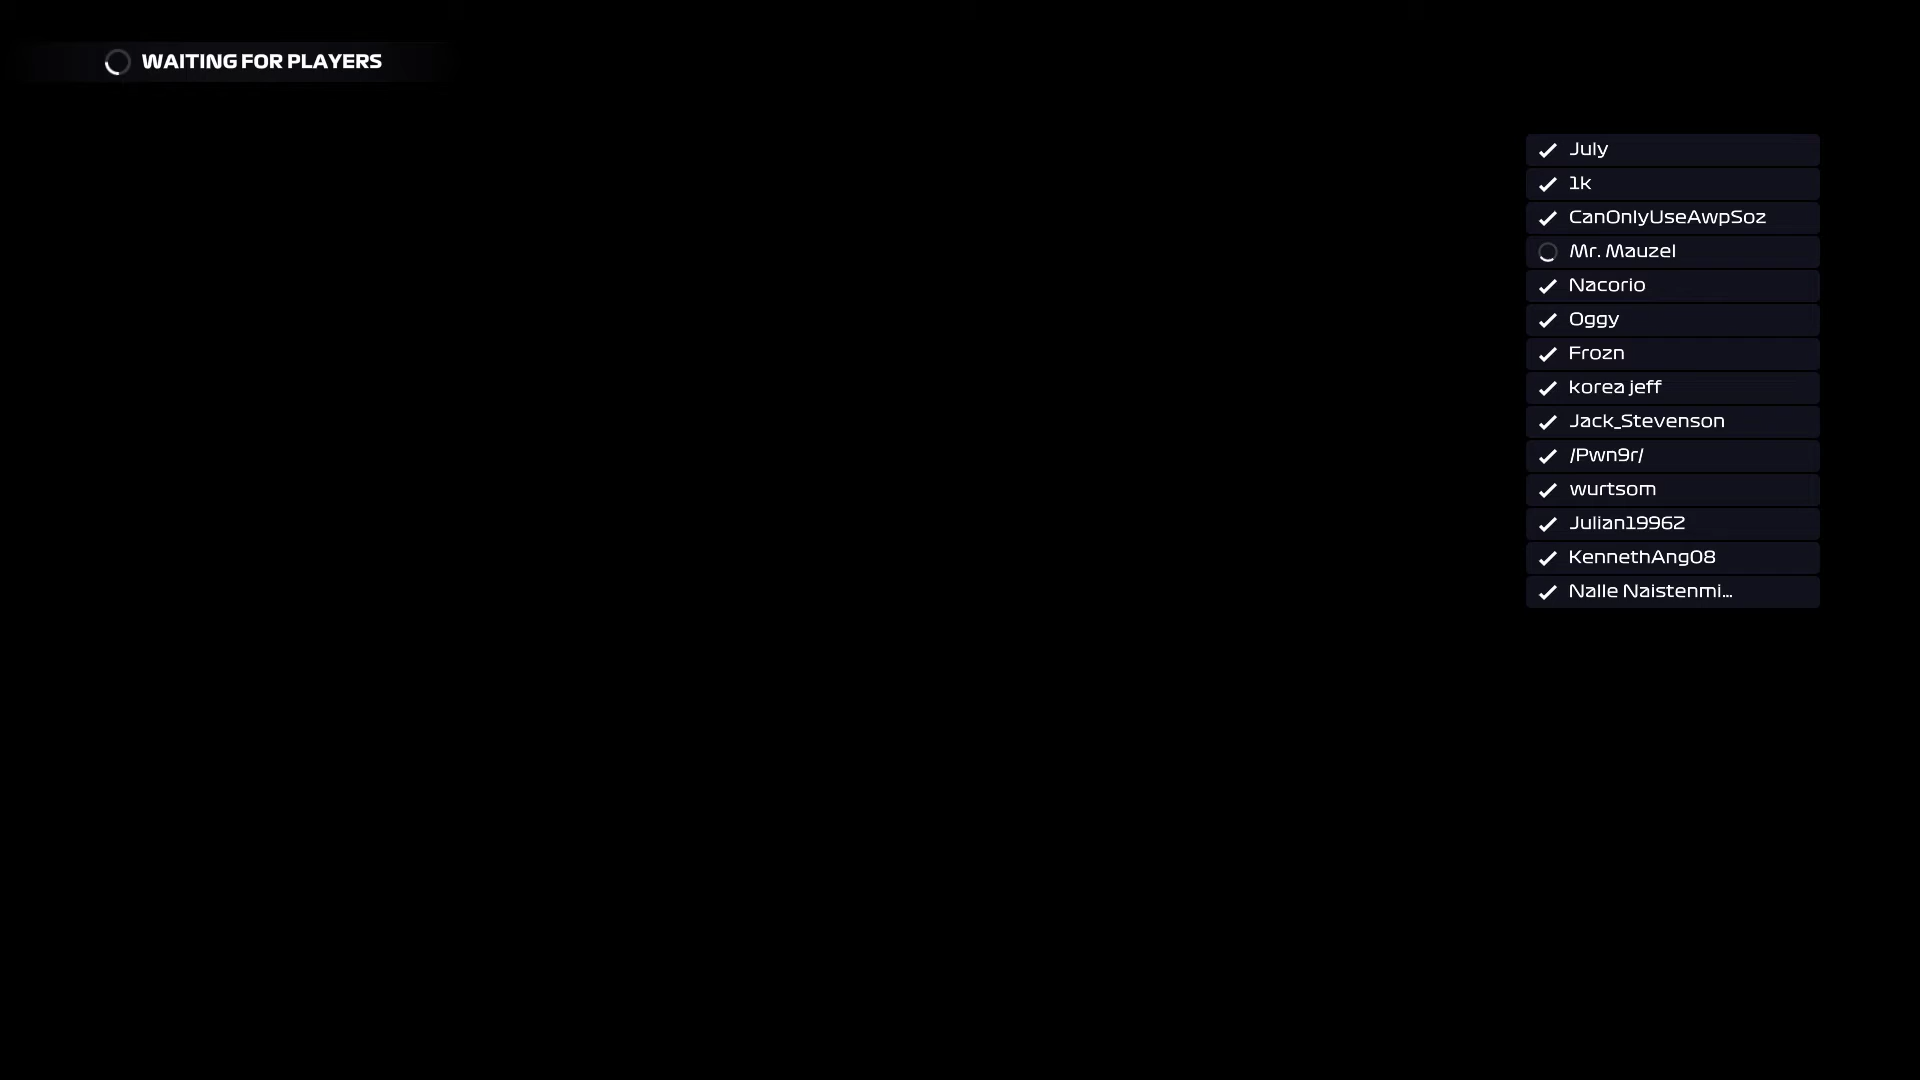 WAITING FOR PLAYERS
July
1k
CanOnlyUseAwpSoz
Mr. Mauzel
Nacorio
Oggy
Frozn
korea jeff
Jack_Stevenson
/Pwn9r/
wurtsom
Julian19962
KennethAng08
Nalle Naistenmi...